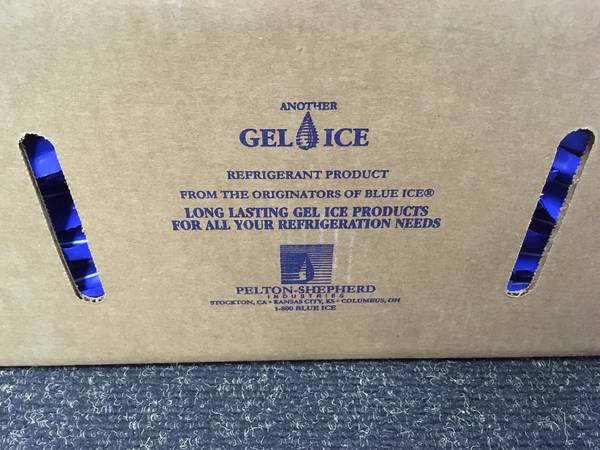 ANOTHER
GEL ICE
REFRIGERANT PRODUCT
FROM THE ORIGINATORS OF BLUE ICE®
LONG LASTING GEL ICE PRODUCTS
FOR ALL YOUR REFRIGERATION NEEDS
PELTON-SHEPHERD
INDUSTRIES
STOCKTON, CA • KANSAS CITY, KS • COLUMBUS, OH
1-800 BLUE ICE